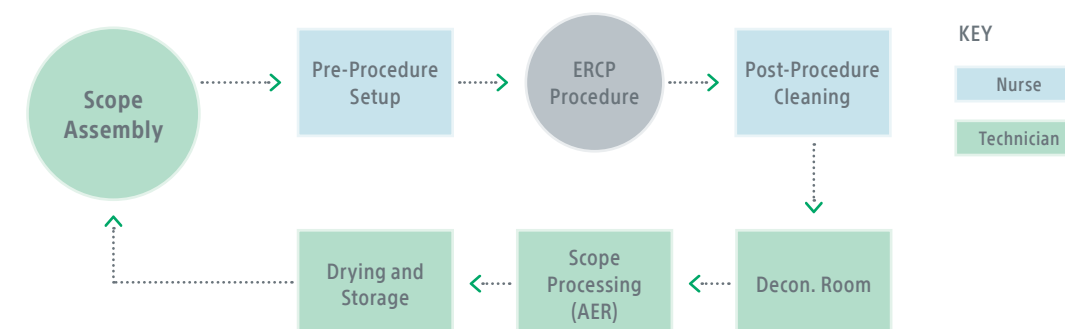 KEY
Nurse
Technician
Scope
Assembly
Pre-Procedure
Setup
ERCP
Procedure
Post-Procedure
Cleaning
Decon. Room
Scope
Processing
(AER)
Drying and
Storage